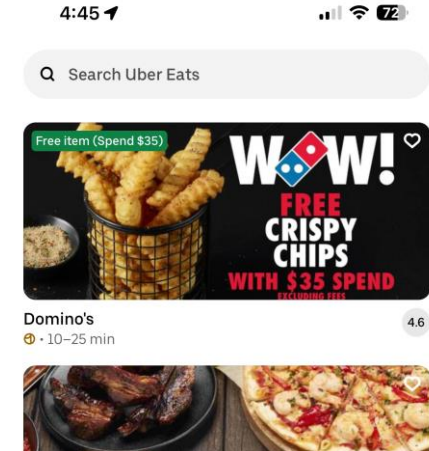 4:45
72
Search Uber Eats
Free item (Spend $35)
WOW!
FREE
CRISPY
CHIPS
WITH $35 SPEND
EXCLUDING FEES
Domino's
4.6
• 10–25 min